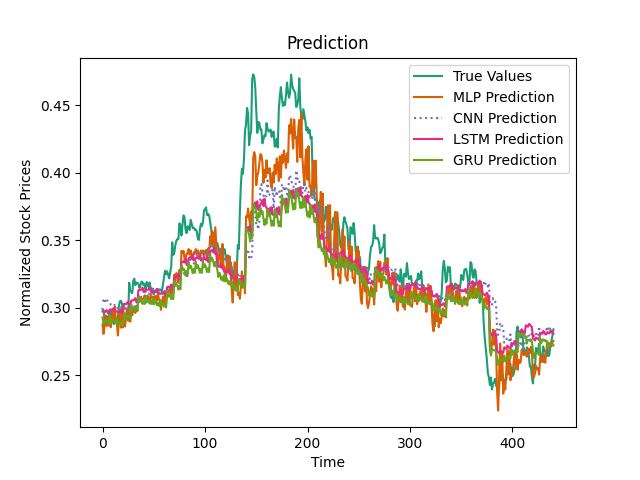 Prediction
True Values
MLP Prediction
CNN Prediction
LSTM Prediction
GRU Prediction
Normalized Stock Prices
0.45
0.40
0.35
0.30
0.25
0 100 200 300 400
Time